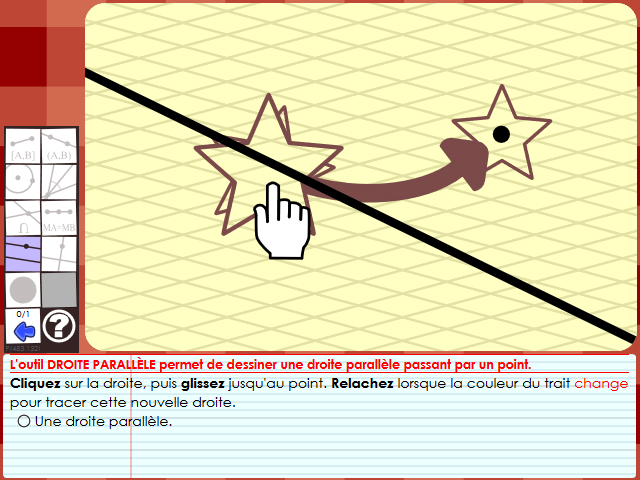 [A,B] (A,B)
∩ MA=MB
0/1
?
L'outil DROITE PARALLÈLE permet de dessiner une droite parallèle passant par un point.
Cliquez sur la droite, puis glissez jusqu'au point. Relachez lorsque la couleur du trait change
pour tracer cette nouvelle droite.
Une droite parallèle.